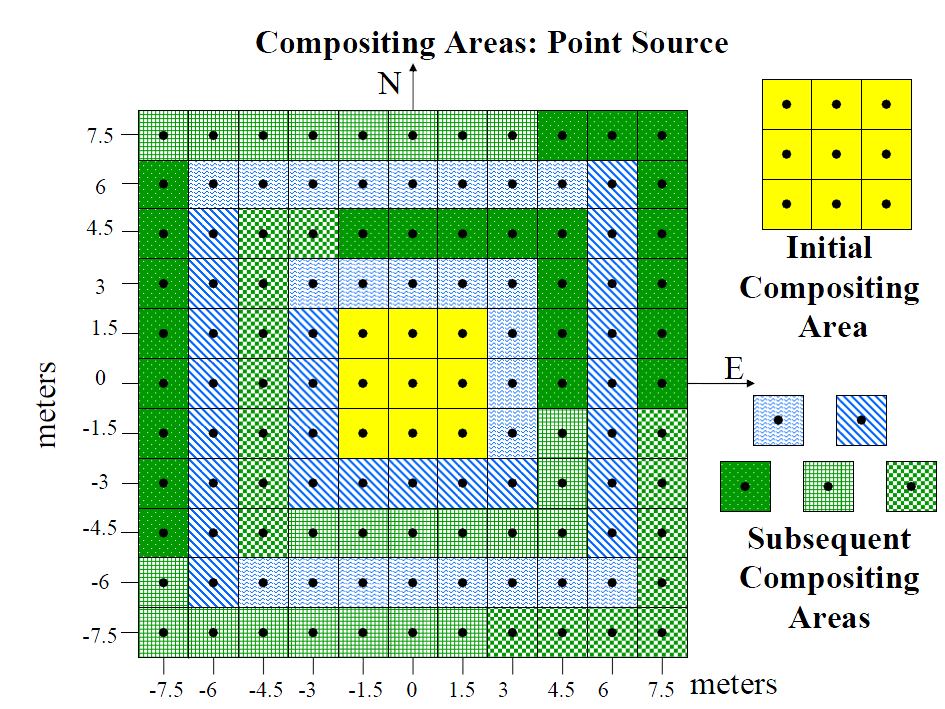 Compositing Areas: Point Source
N
7.5
6
4.5
3
1.5
0
-1.5
-3
-4.5
-6
-7.5
meters
E
-7.5 -6 -4.5 -3 -1.5 0 1.5 3 4.5 6 7.5 meters
Initial
Compositing
Area
Subsequent
Compositing
Areas